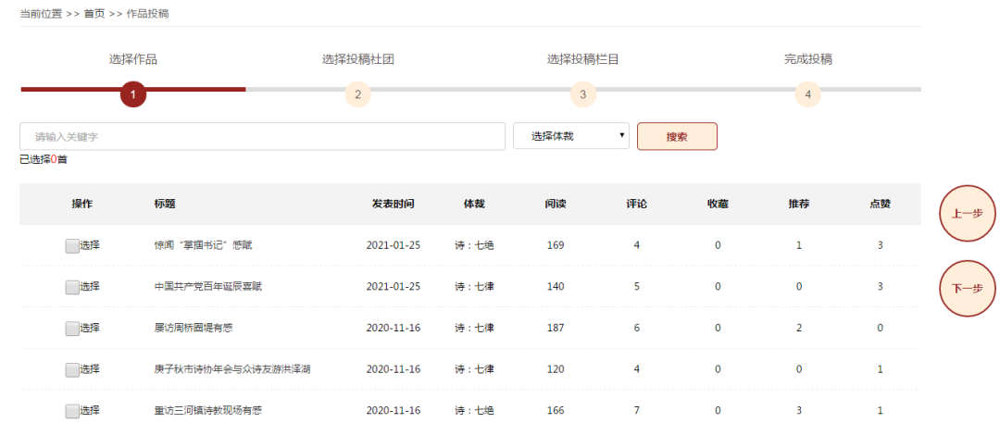 当前位置 >> 首页 >> 作品投稿
选择作品 选择投稿社团 选择投稿栏目 完成投稿
1 2 3 4
请输入关键字 选择体裁 搜索
已选择0首
操作 标题 发表时间 体裁 阅读 评论 收藏 推荐 点赞
选择 惊闻“掌掴书记”感赋 2021-01-25 诗：七绝 169 4 0 1 3
选择 中国共产党百年诞辰喜赋 2021-01-25 诗：七律 140 5 0 0 3
选择 展访周桥圈堤有感 2020-11-16 诗：七律 187 6 0 2 0
选择 庚子秋市诗协年会与众诗友游洪泽湖 2020-11-16 诗：七律 120 4 0 0 1
选择 重访三河镇诗教现场有感 2020-11-16 诗：七绝 166 7 0 3 1
上一步
下一步